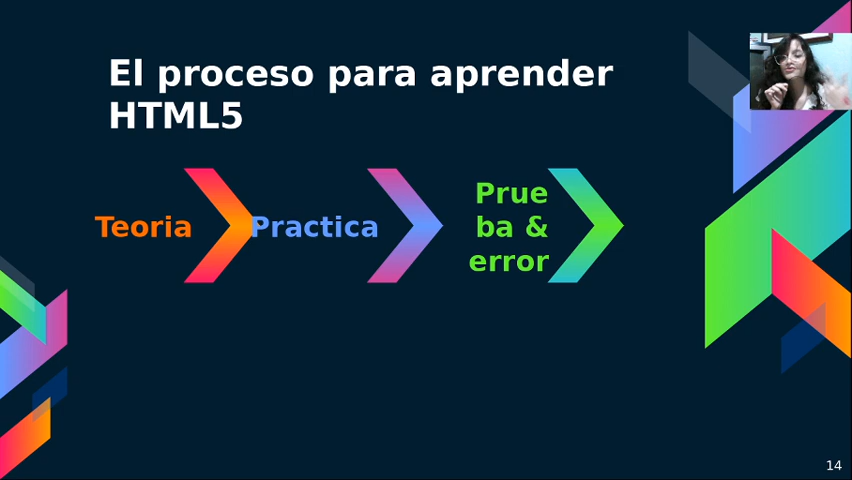 El proceso para aprender
HTML5
Teoria
Practica
Prue
ba &
error
14